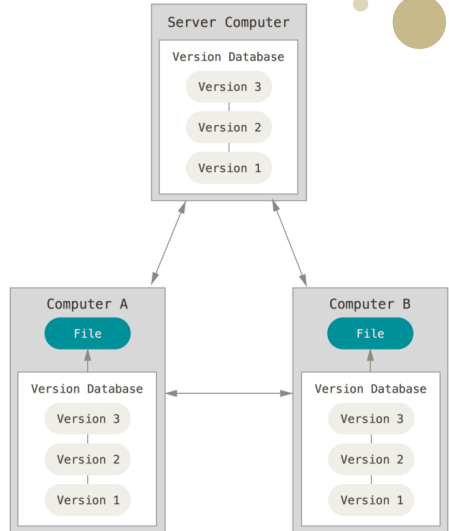 Server Computer
Version Database
Version 3
Version 2
Version 1
Computer A
File
Version Database
Version 3
Version 2
Version 1
Computer B
File
Version Database
Version 3
Version 2
Version 1